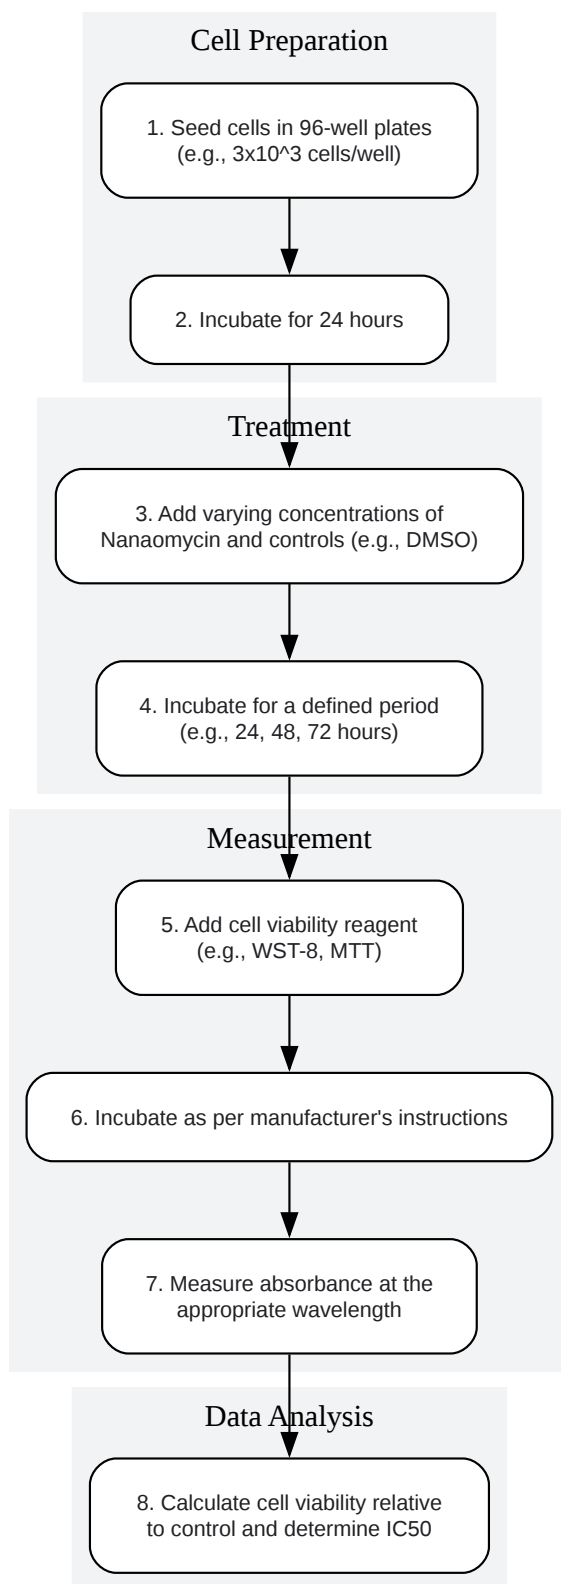 Cell Preparation
1. Seed cells in 96-well plates
(e.g., 3x10^3 cells/well)
2. Incubate for 24 hours
Treatment
3. Add varying concentrations of
Nanaomycin and controls (e.g., DMSO)
4. Incubate for a defined period
(e.g., 24, 48, 72 hours)
Measurement
5. Add cell viability reagent
(e.g., WST-8, MTT)
6. Incubate as per manufacturer's instructions
7. Measure absorbance at the
appropriate wavelength
Data Analysis
8. Calculate cell viability relative
to control and determine IC50